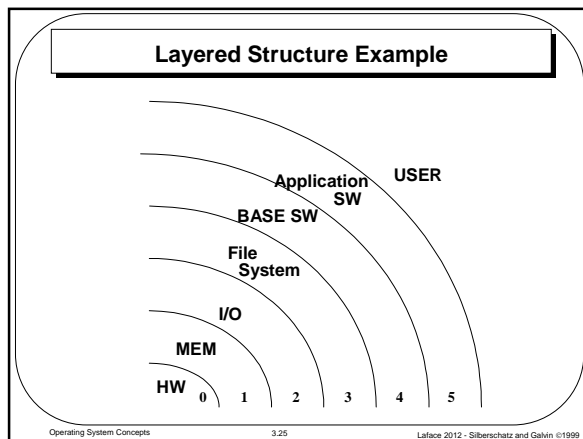 Layered Structure Example
USER
Application
SW
BASE SW
File
System
I/O
MEM
HW
0 1 2 3 4 5
Operating System Concepts 3.25 Laface 2012 - Silberschatz and Galvin ©1999